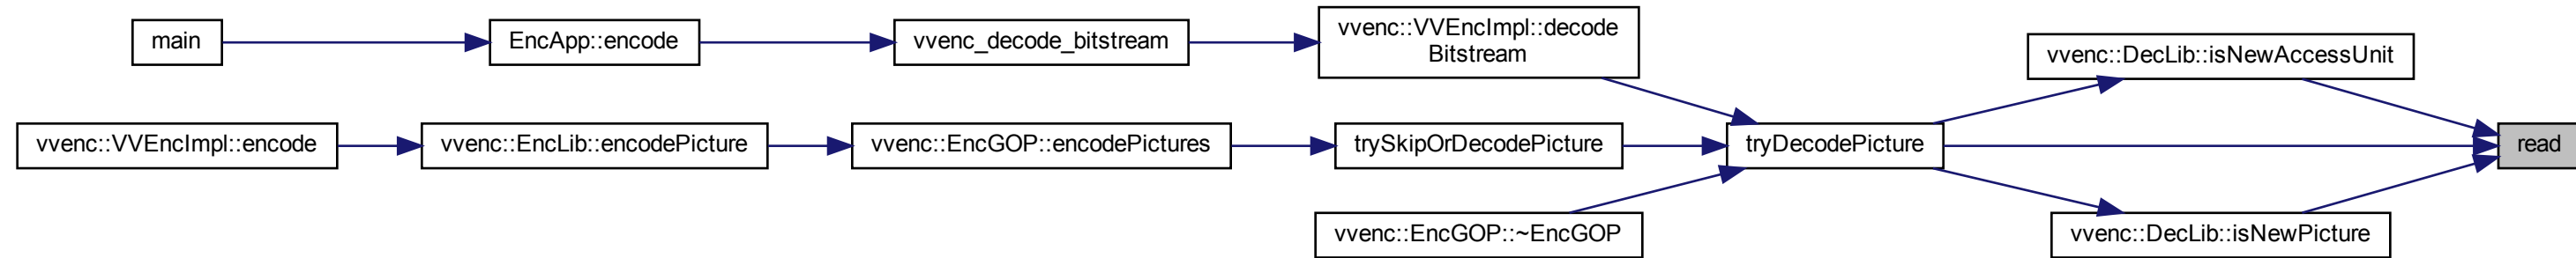 main
EncApp::encode
vvenc_decode_bitstream
vvenc::VVEncImpl::decode
Bitstream
vvenc::DecLib::isNewAccessUnit
vvenc::VVEncImpl::encode
vvenc::EncLib::encodePicture
vvenc::EncGOP::encodePictures
trySkipOrDecodePicture
tryDecodePicture
read
vvenc::EncGOP::~EncGOP
vvenc::DecLib::isNewPicture